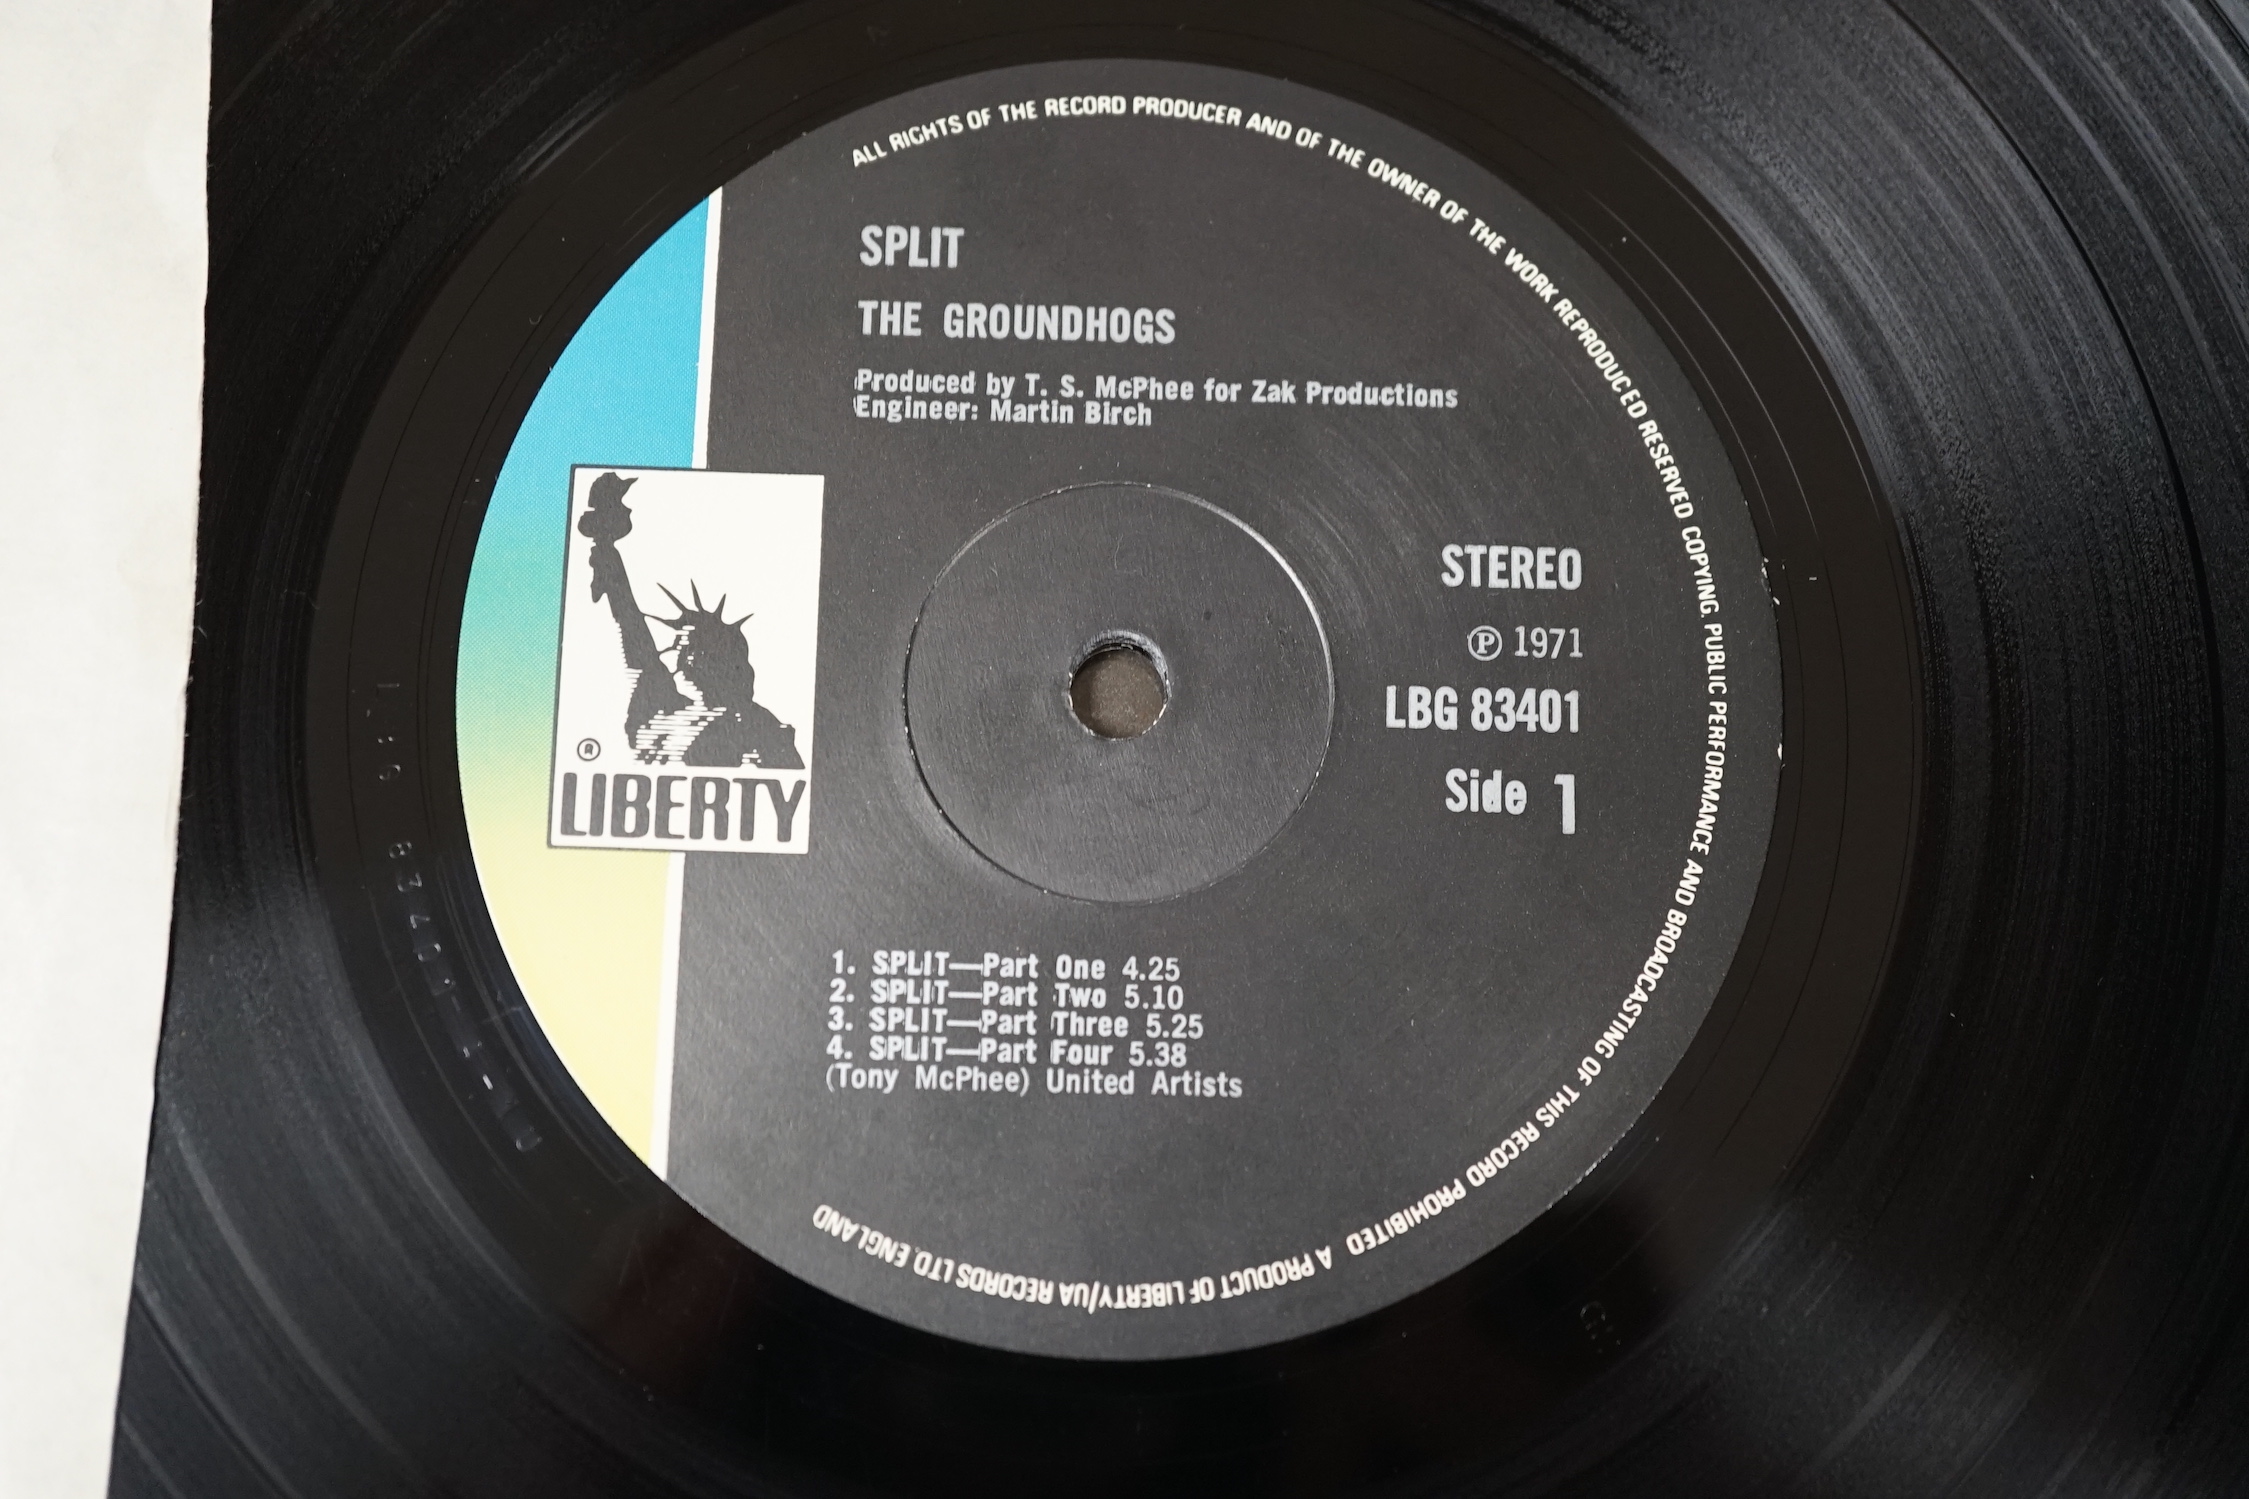 ALL RIGHTS OF THE RECORD PRODUCER AND OF THE OWNER OF THE WORK REPRODUCED RESERVED COPYING, PUBLIC PERFORMANCE AND BROADCASTING OF THIS RECORD PROHIBITED A PRODUCT OF LIBERTY/UA RECORDS LTD. ENGLAND
SPLIT
THE GROUNDHOGS
Produced by T. S. McPhee for Zak Productions
Engineer: Martin Birch
STEREO
℗ 1971
LBG 83401
Side 1
®
LIBERTY
1. SPLIT—Part One 4.25
2. SPLIT—Part Two 5.10
3. SPLIT—Part Three 5.25
4. SPLIT—Part Four 5.38
(Tony McPhee) United Artists